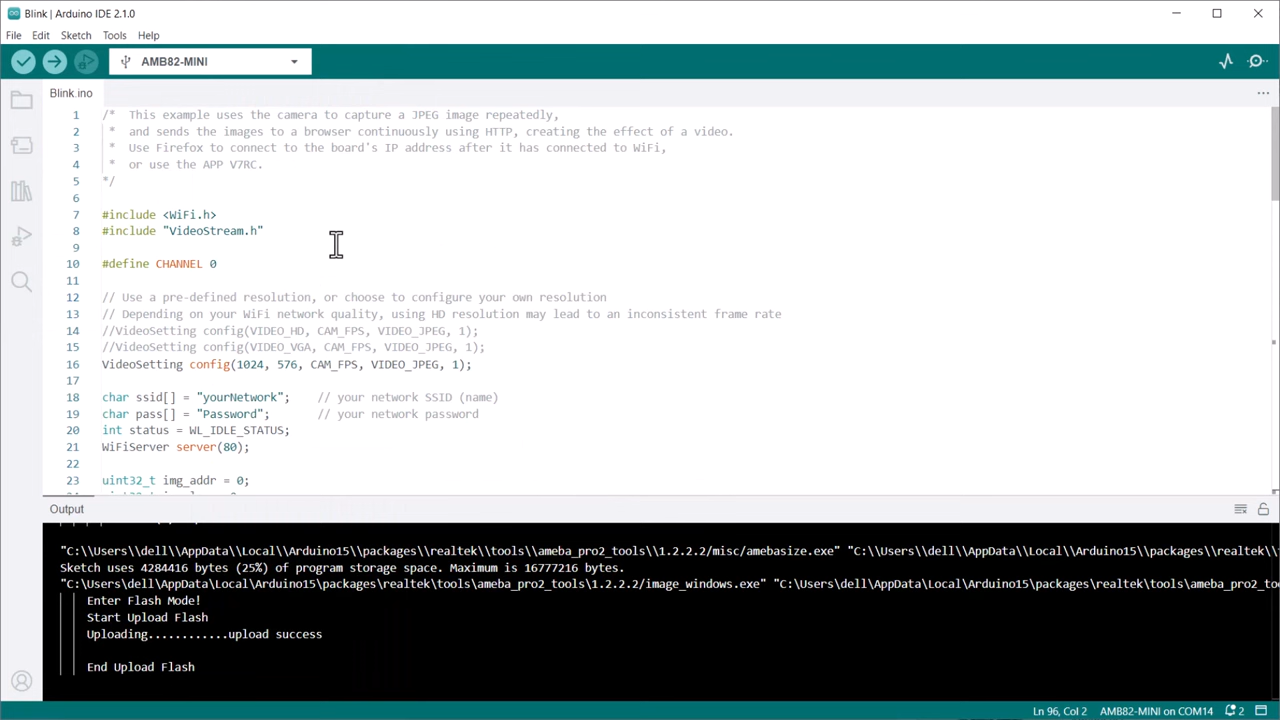 Blink | Arduino IDE 2.1.0
File Edit Sketch Tools Help
AMB82-MINI
Blink.ino
1 /* This example uses the camera to capture a JPEG image repeatedly,
2 * and sends the images to a browser continuously using HTTP, creating the effect of a video.
3 * Use Firefox to connect to the board's IP address after it has connected to WiFi,
4 * or use the APP V7RC.
5 */
6
7 #include <WiFi.h>
8 #include "VideoStream.h"
9
10 #define CHANNEL 0
11
12 // Use a pre-defined resolution, or choose to configure your own resolution
13 // Depending on your WiFi network quality, using HD resolution may lead to an inconsistent frame rate
14 //VideoSetting config(VIDEO_HD, CAM_FPS, VIDEO_JPEG, 1);
15 //VideoSetting config(VIDEO_VGA, CAM_FPS, VIDEO_JPEG, 1);
16 VideoSetting config(1024, 576, CAM_FPS, VIDEO_JPEG, 1);
17
18 char ssid[] = "yourNetwork"; // your network SSID (name)
19 char pass[] = "Password"; // your network password
20 int status = WL_IDLE_STATUS;
21 WiFiServer server(80);
22
23 uint32_t img_addr = 0;
Output
"C:\\Users\\dell\\AppData\\Local\\Arduino15\\packages\\realtek\\tools\\ameba_pro2_tools\\1.2.2.2/misc/amebasize.exe" "C:\\Users\\dell\\AppData\\Local\\Arduino15\\packages\\realtek\\t
Sketch uses 4284416 bytes (25%) of program storage space. Maximum is 16777216 bytes.
"C:\Users\dell\AppData\Local\Arduino15\packages\realtek\tools\ameba_pro2_tools\1.2.2.2/image_windows.exe" "C:\Users\dell\AppData\Local\Arduino15\packages\realtek\tools\ameba_pro2_to
Enter Flash Mode!
Start Upload Flash
Uploading............upload success
End Upload Flash
Ln 96, Col 2 AMB82-MINI on COM14 2